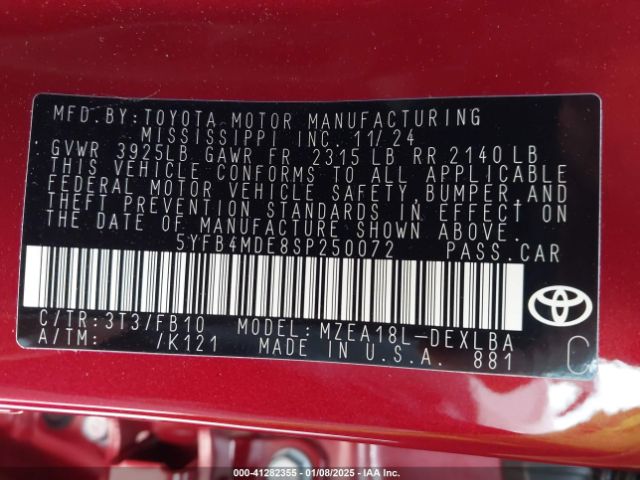 MFD.BY:TOYOTA MOTOR MANUFACTURING
MISSISSIPPI INC. 11/24
GVWR 3925LB GAWR FR 2315 LB RR 2140 LB
THIS VEHICLE CONFORMS TO ALL APPLICABLE
FEDERAL MOTOR VEHICLE SAFETY, BUMPER, AND
THEFT PREVENTION STANDARDS IN EFFECT ON
THE DATE OF MANUFACTURE SHOWN ABOVE.
5YFB4MDE8SP250072 PASS.CAR
C/TR:3T3/FB10 MODEL:MZEA18L-DEXLBA
A/TM: /K121 MADE IN U.S.A. 881
C
000-41282355 | 01/08/2025 - IAA Inc.